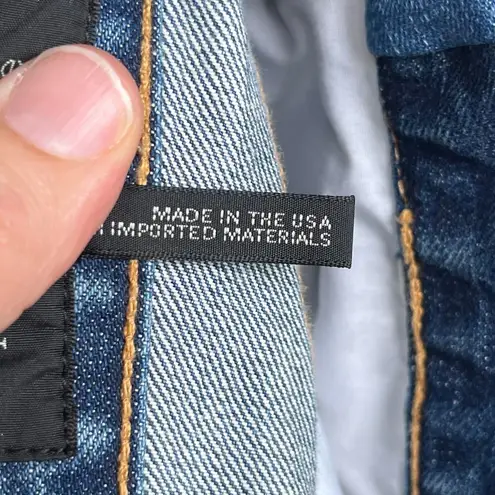 MADE IN THE USA
IMPORTED MATERIALS